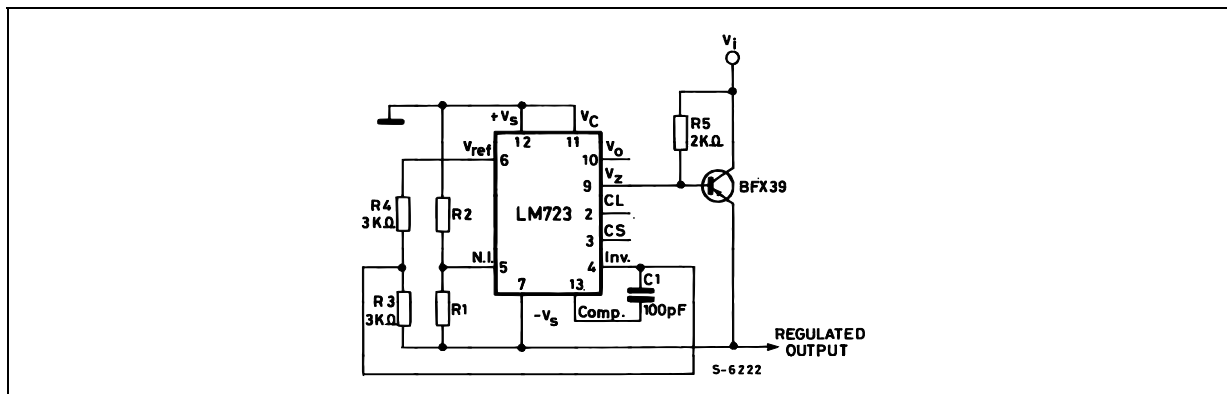 Vi
+Vs
VC
R5
2KΩ
12
11
Vref
6
10
Vo
9
Vz
BFX39
R4
3KΩ
R2
LM723
2
CL
3
CS
N.I.
5
4
Inv.
7
13
C1
100pF
R3
3KΩ
R1
-Vs
Comp.
REGULATED
OUTPUT
S-6222